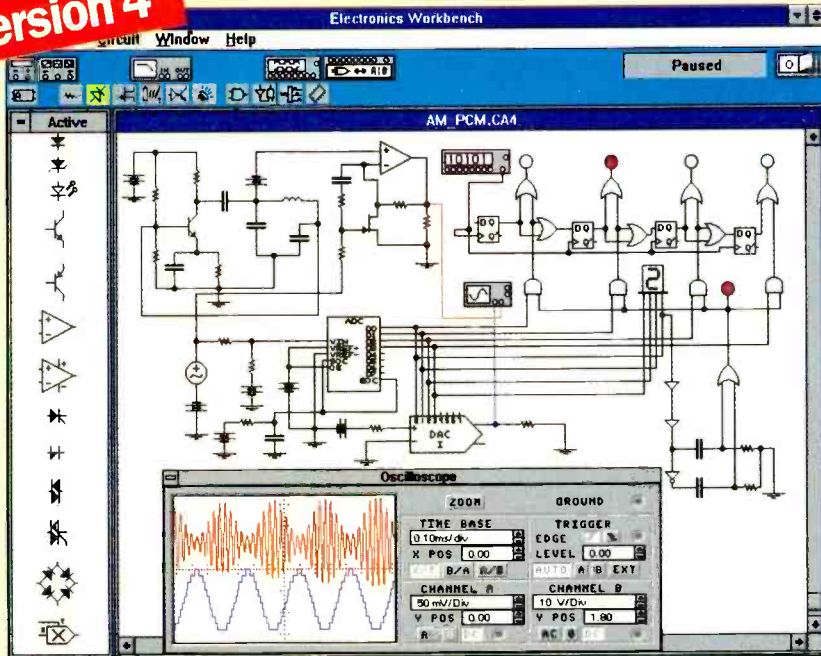 ersion 4
Electronics Workbench
Circuit Window Help
Paused
Active
AM_PCM.CA4
10101
ADC
D Q
D Q
D Q
D Q
2
DAC
I
Oscilloscope
ZOOM GROUND
TIME BASE
0.10ms/div
X POS 0.00
B/A A/B
TRIGGER
EDGE
LEVEL 0.00
AUTO A B EXT
CHANNEL A
50 mV/Div
Y POS 0.00
CHANNEL B
10 V/Div
Y POS 1.80
AC 0 DC